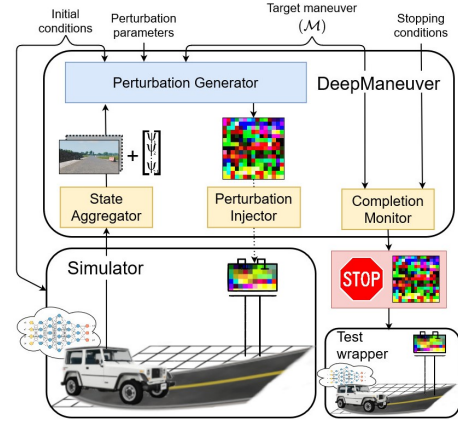 Initial
conditions
Perturbation
parameters
Target maneuver
(ℳ)
Stopping
conditions
Perturbation Generator
DeepManeuver
+
State
Aggregator
Perturbation
Injector
Completion
Monitor
Simulator
STOP
Test
wrapper